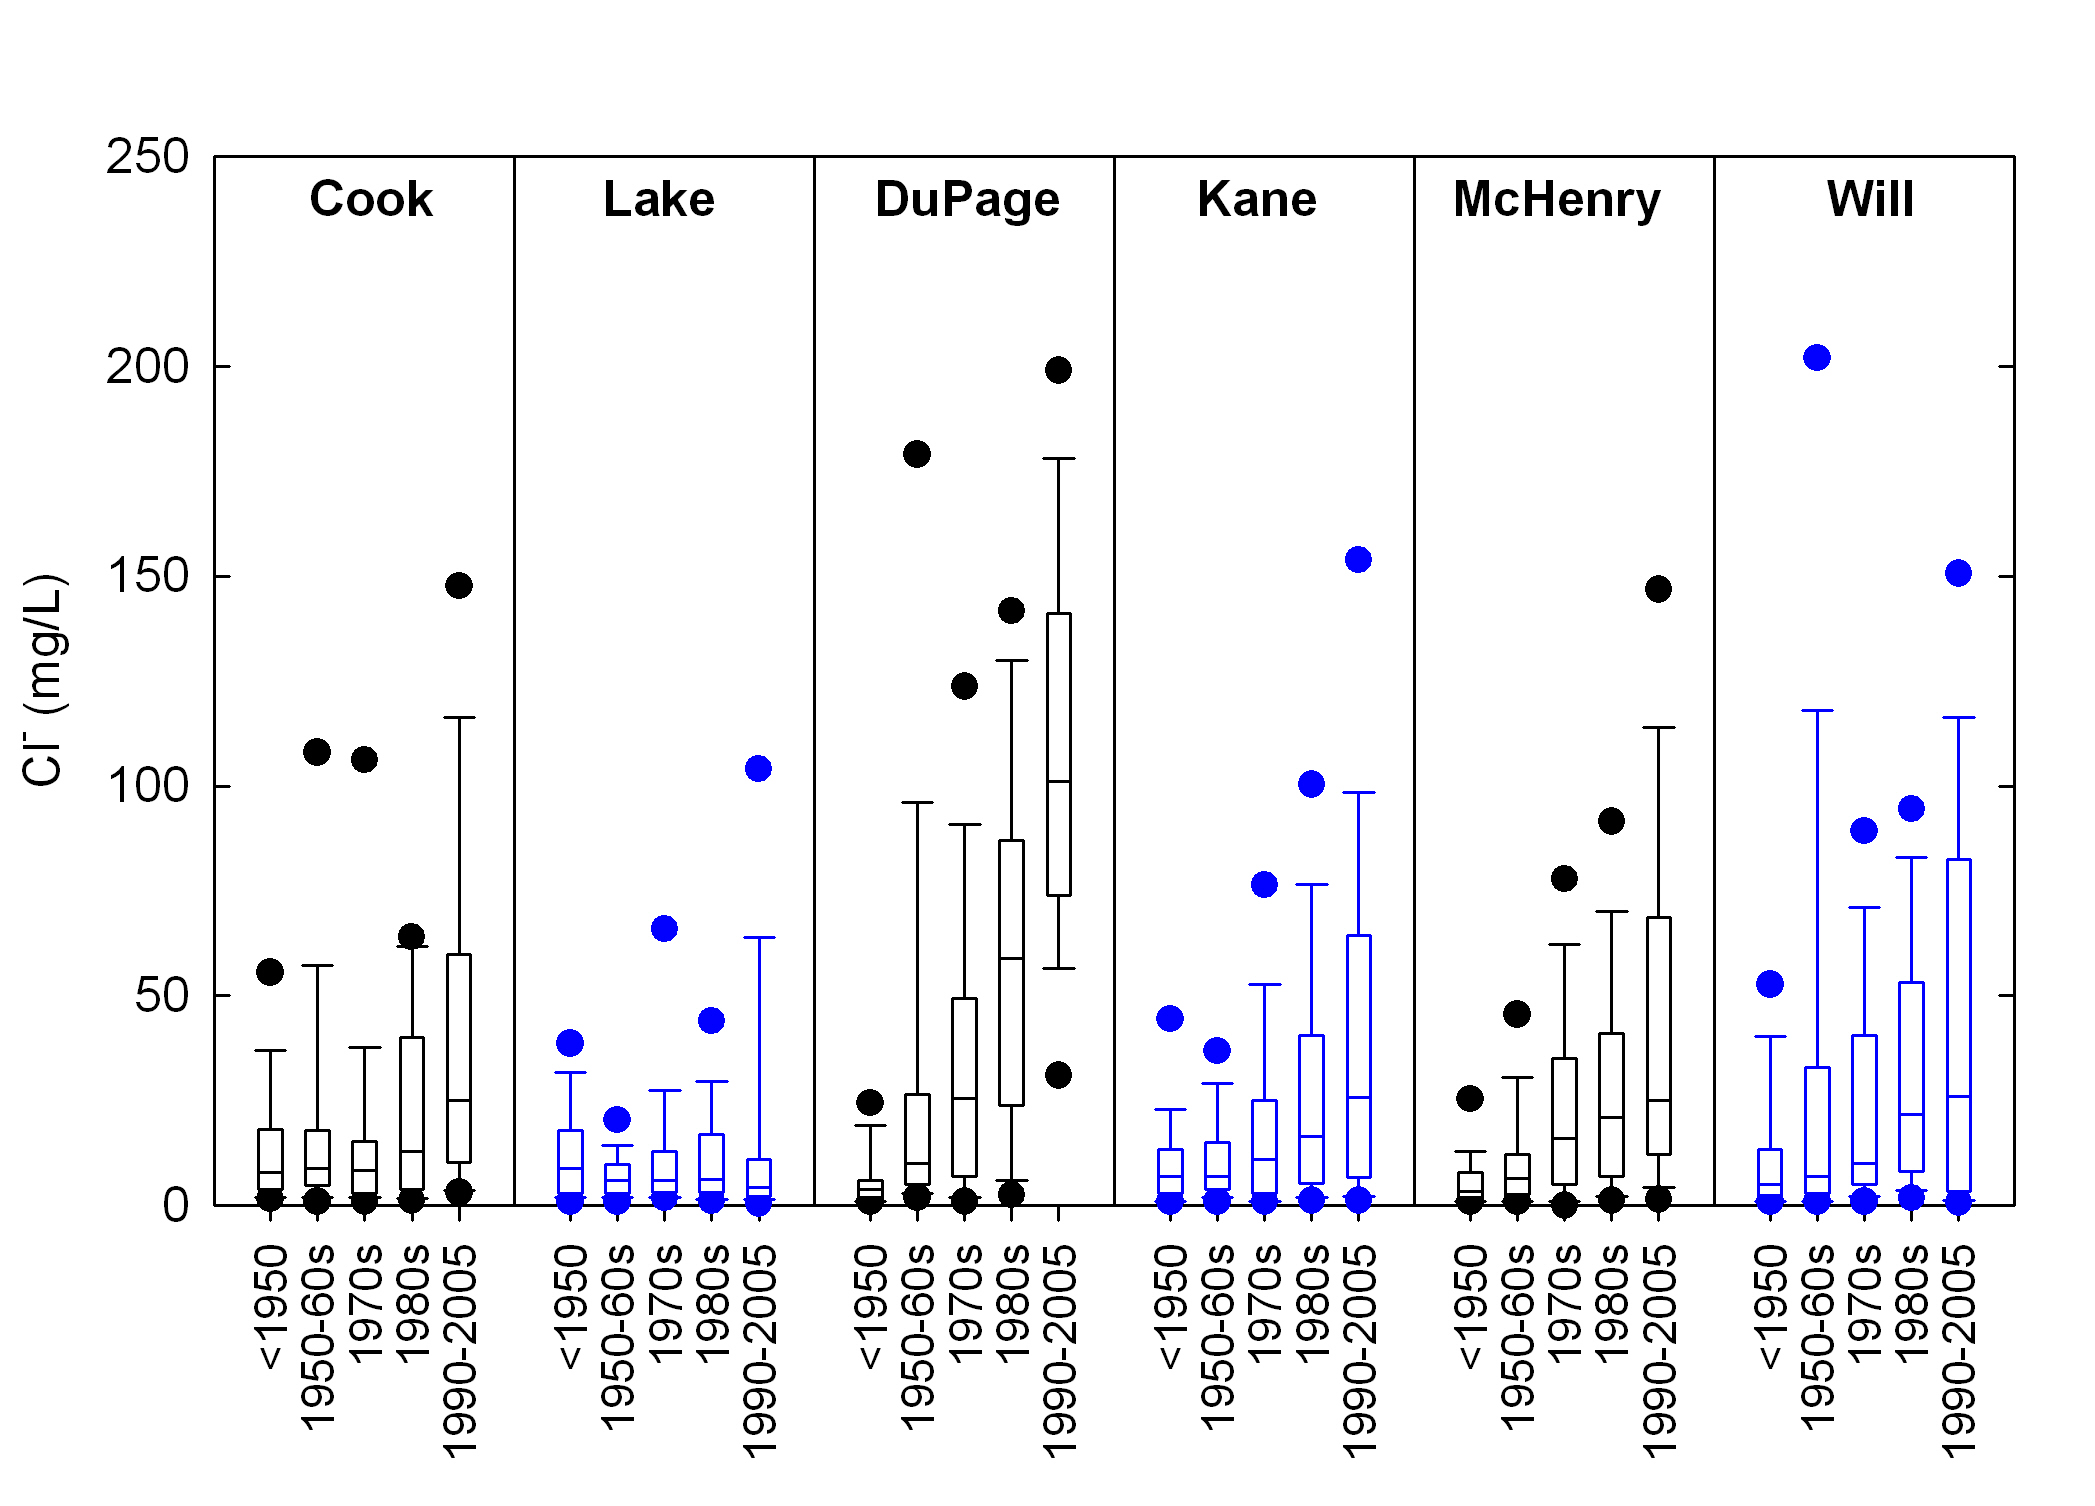 250
Cook Lake DuPage Kane McHenry Will
200
150
100
50
0
Cl⁻ (mg/L)
<1950 1950-60s 1970s 1980s 1990-2005 <1950 1950-60s 1970s 1980s 1990-2005 <1950 1950-60s 1970s 1980s 1990-2005 <1950 1950-60s 1970s 1980s 1990-2005 <1950 1950-60s 1970s 1980s 1990-2005 <1950 1950-60s 1970s 1980s 1990-2005